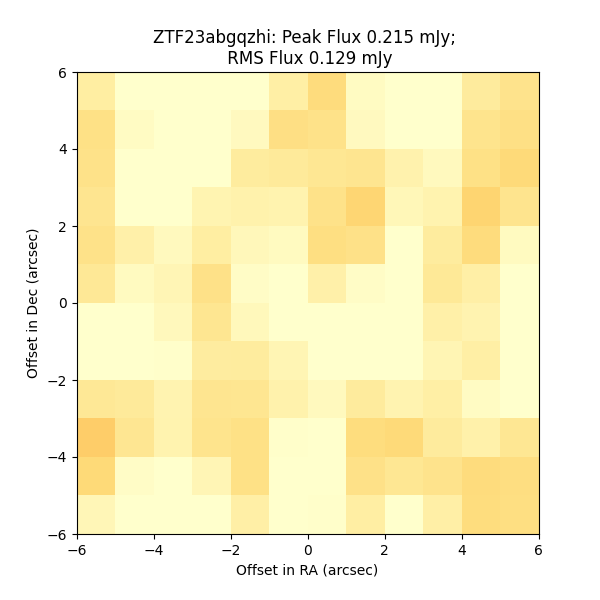 ZTF23abgqzhi: Peak Flux 0.215 mJy;
RMS Flux 0.129 mJy
6
4
2
0
−2
−4
−6
Offset in Dec (arcsec)
−6 −4 −2 0 2 4 6
Offset in RA (arcsec)